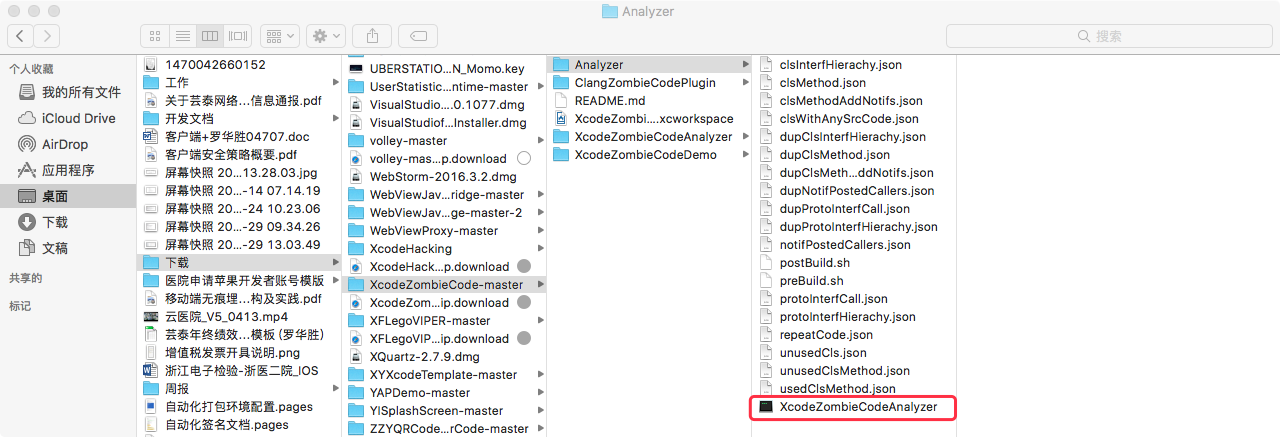 Analyzer
搜索
个人收藏
我的所有文件
iCloud Drive
AirDrop
应用程序
桌面
下载
文稿
共享的
标记
1470042660152
工作
关于芸泰网络...信息通报.pdf
开发文档
客户端+罗华胜04707.doc
客户端安全策略概要.pdf
屏幕快照 20...13.28.03.jpg
屏幕快照 20...-14 07.14.19
屏幕快照 20...-24 10.23.06
屏幕快照 20...-29 09.34.26
屏幕快照 20...-29 13.03.49
下载
医院申请苹果开发者账号模版
移动端无痕埋...构及实践.pdf
云医院_V5_0413.mp4
芸泰年终绩效...模板 (罗华胜)
增值税发票开具说明.png
浙江电子检验-浙医二院_IOS
周报
自动化打包环境配置.pages
自动化签名文档.pages
UBERSTATIO...N_Momo.key
UserStatistic...ntime-master
VisualStudio....0.1077.dmg
VisualStudiof...Installer.dmg
volley-master
volley-mas...p.download
WebStorm-2016.3.2.dmg
WebViewJav...ridge-master
WebViewJav...ge-master-2
WebViewProxy-master
XcodeHacking
XcodeHack...p.download
XcodeZombieCode-master
XcodeZom...ip.download
XFLegoVIPER-master
XFLegoVIP...ip.download
XQuartz-2.7.9.dmg
XYXcodeTemplate-master
YAPDemo-master
YISplashScreen-master
ZZYQRCode...rCode-master
Analyzer
ClangZombieCodePlugin
README.md
XcodeZombi....xcworkspace
XcodeZombieCodeAnalyzer
XcodeZombieCodeDemo
clsInterfHierachy.json
clsMethod.json
clsMethodAddNotifs.json
clsWithAnySrcCode.json
dupClsInterfHierachy.json
dupClsMethod.json
dupClsMeth...ddNotifs.json
dupNotifPostedCallers.json
dupProtoInterfCall.json
dupProtoInterfHierachy.json
notifPostedCallers.json
postBuild.sh
preBuild.sh
protoInterfCall.json
protoInterfHierachy.json
repeatCode.json
unusedCls.json
unusedClsMethod.json
usedClsMethod.json
XcodeZombieCodeAnalyzer